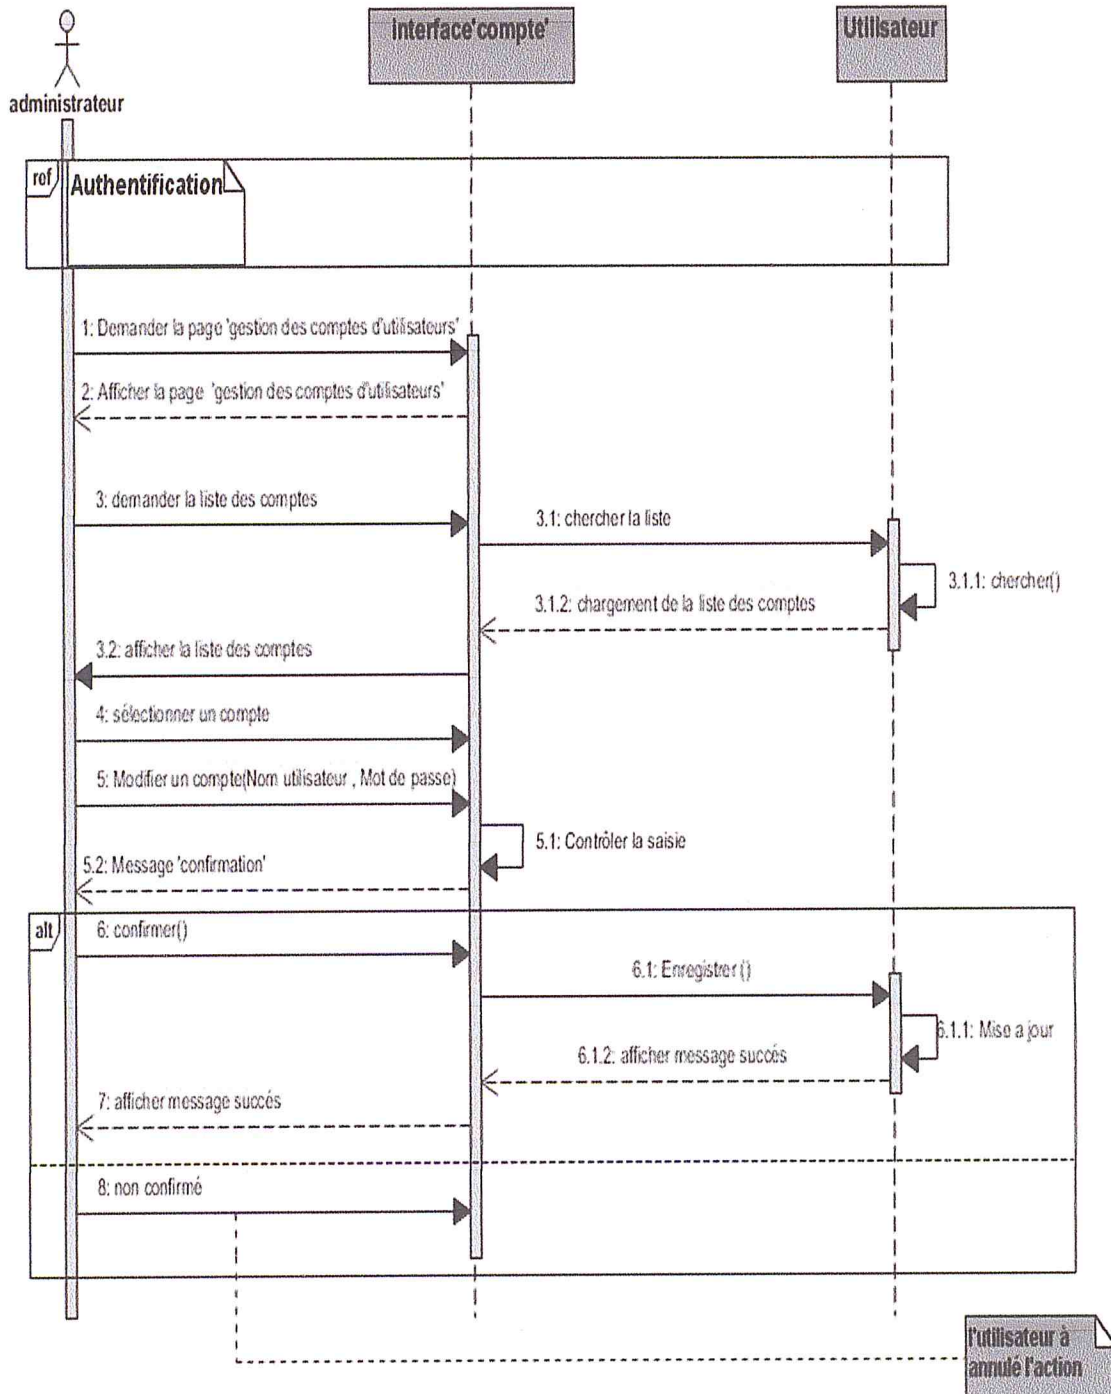 interface'compte'
Utilisateur
administrateur
ref
Authentification
1: Demander la page 'gestion des comptes d'utilisateurs'
2: Afficher la page 'gestion des comptes d'utilisateurs'
3: demander la liste des comptes
3.1: chercher la liste
3.1.1: chercher()
3.1.2: chargement de la liste des comptes
3.2: afficher la liste des comptes
4: sélectionner un compte
5: Modifier un compte(Nom utilisateur , Mot de passe)
5.1: Contrôler la saisie
5.2: Message 'confirmation'
alt
6: confirmer()
6.1: Enregistrer ()
6.1.1: Mise a jour
6.1.2: afficher message succés
7: afficher message succés
8: non confirmé
l'utilisateur à
annulé l'action